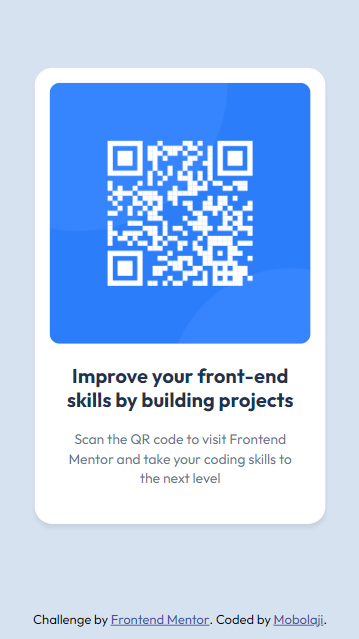 Improve your front-end
skills by building projects
Scan the QR code to visit Frontend
Mentor and take your coding skills to
the next level
Challenge by Frontend Mentor. Coded by Mobolaji.